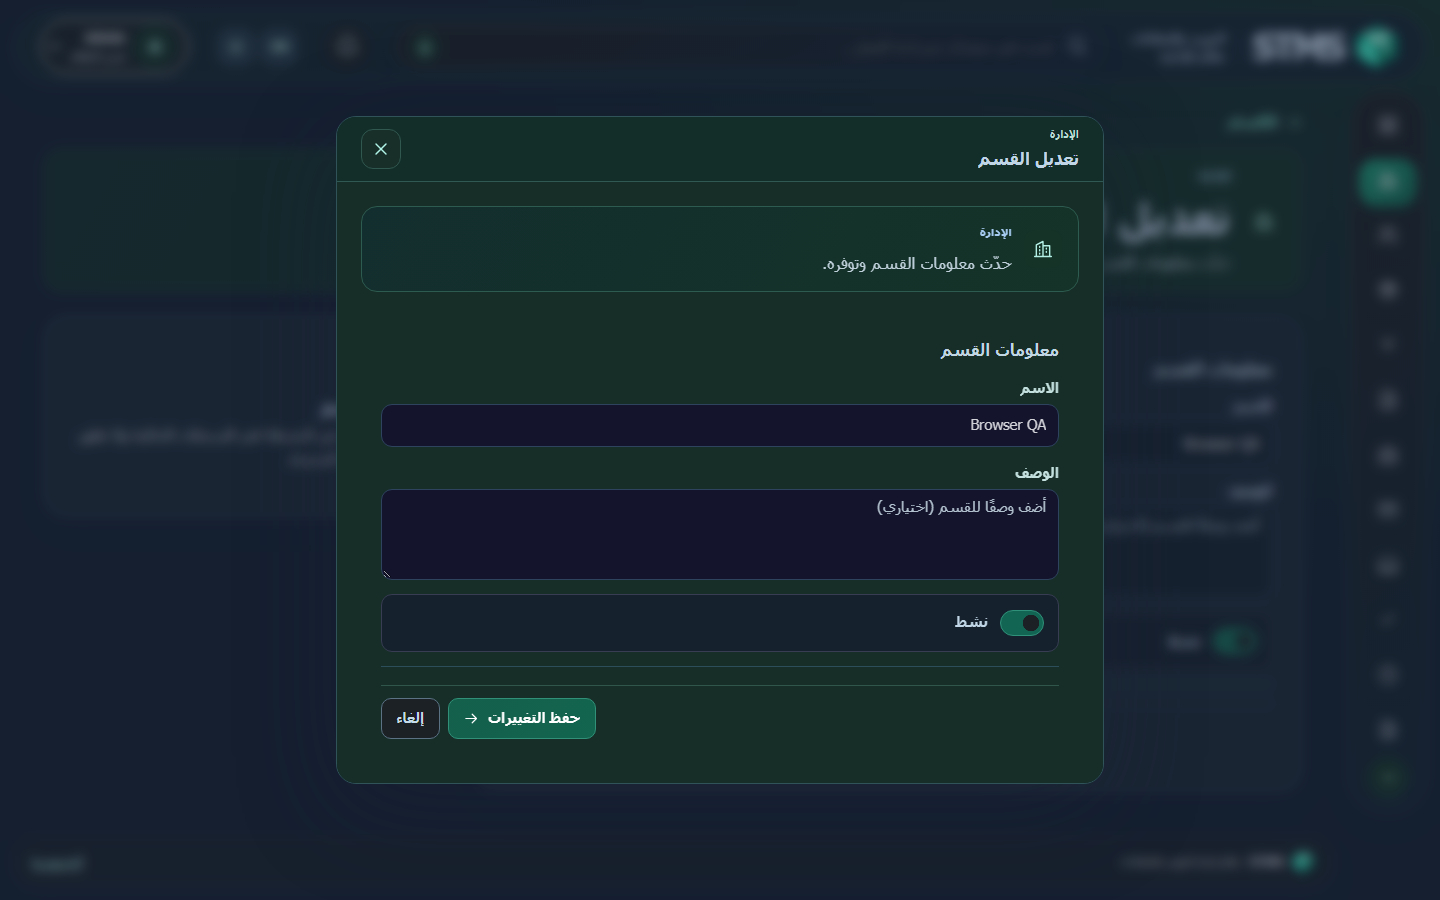 STMS
الإدارة
تعديل القسم
الإدارة
حدّث معلومات القسم وتوفره.
معلومات القسم
الاسم
Browser QA
الوصف
أضف وصفًا للقسم (اختياري)
نشط
حفظ التغييرات
إلغاء